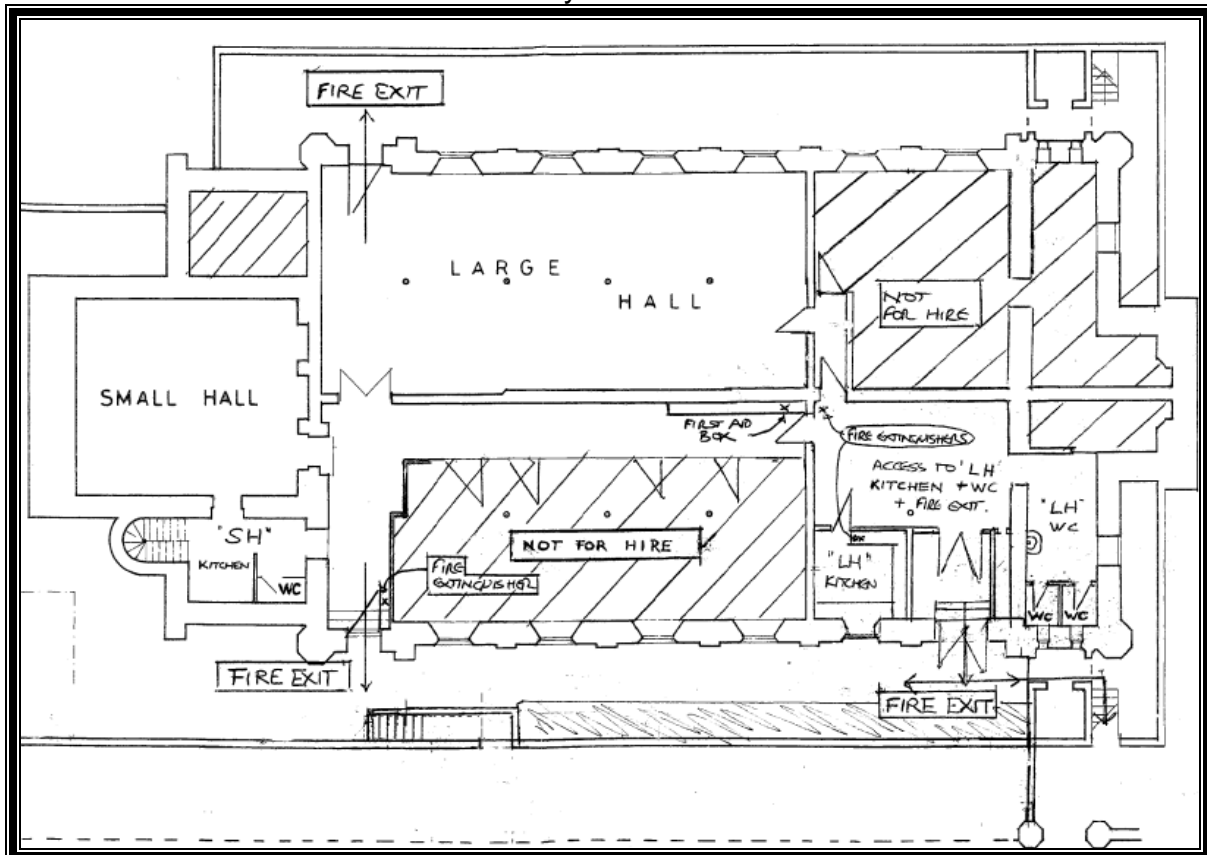 FIRE EXIT
LARGE
HALL
NOT
FOR HIRE
SMALL HALL
FIRST AID
BOX
FIRE EXTINGUISHERS
ACCESS TO 'LH'
KITCHEN + WC
+ FIRE EXIT.
"LH"
WC
"SH"
KITCHEN
WC
NOT FOR HIRE
FIRE
EXTINGUISHER
"LH"
KITCHEN
WC
WC
FIRE EXIT
FIRE EXIT